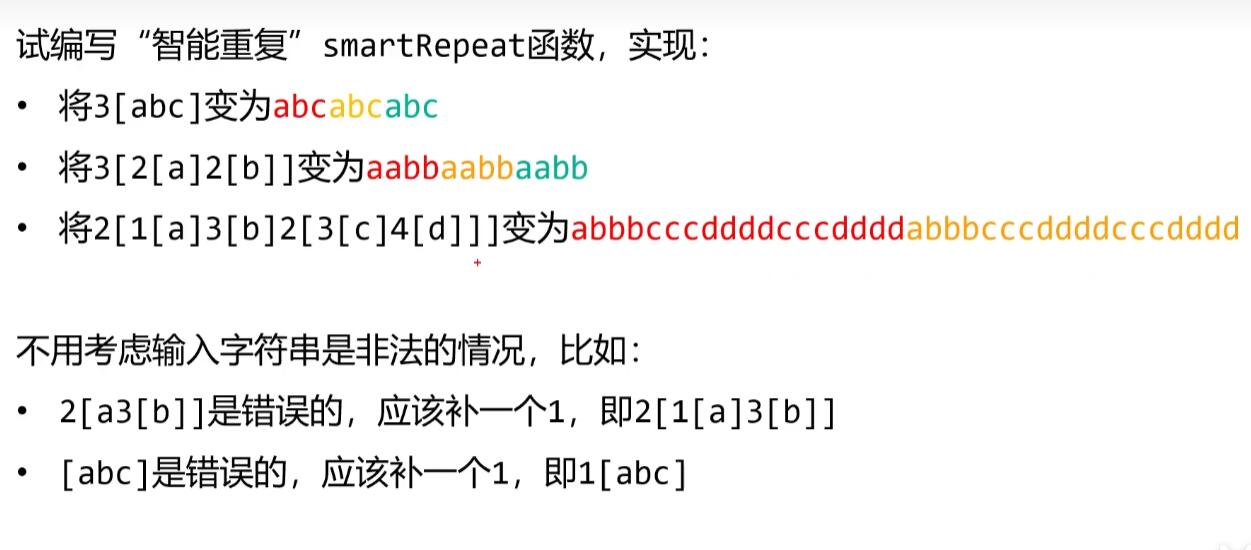 试编写“智能重复”smartRepeat函数，实现：
• 将3[abc]变为abcabcabc
• 将3[2[a]2[b]]变为aabbaabbaabb
• 将2[1[a]3[b]2[3[c]4[d]]]变为abbbcccddddcccddddabbbcccddddcccdddd
不用考虑输入字符串是非法的情况，比如：
• 2[a3[b]]是错误的，应该补一个1，即2[1[a]3[b]]
• [abc]是错误的，应该补一个1，即1[abc]